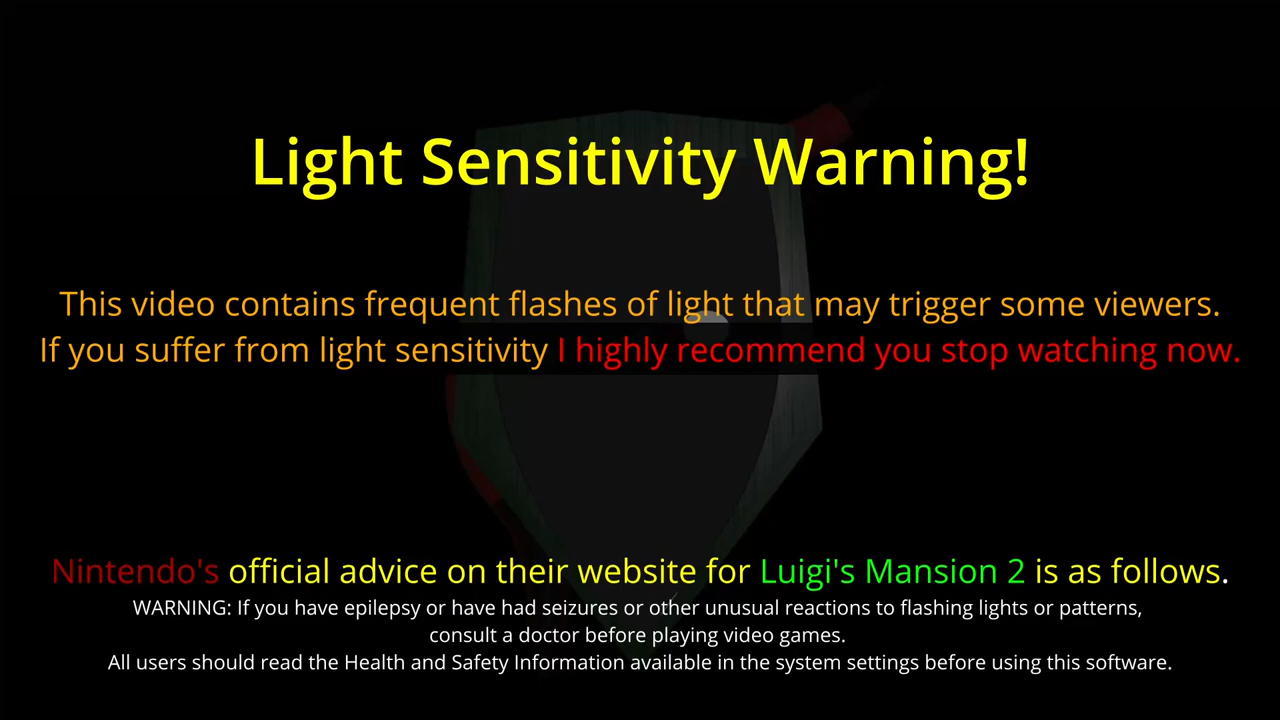 Light Sensitivity Warning!
This video contains frequent flashes of light that may trigger some viewers.
If you suffer from light sensitivity I highly recommend you stop watching now.
Nintendo's official advice on their website for Luigi's Mansion 2 is as follows.
WARNING: If you have epilepsy or have had seizures or other unusual reactions to flashing lights or patterns,
consult a doctor before playing video games.
All users should read the Health and Safety Information available in the system settings before using this software.